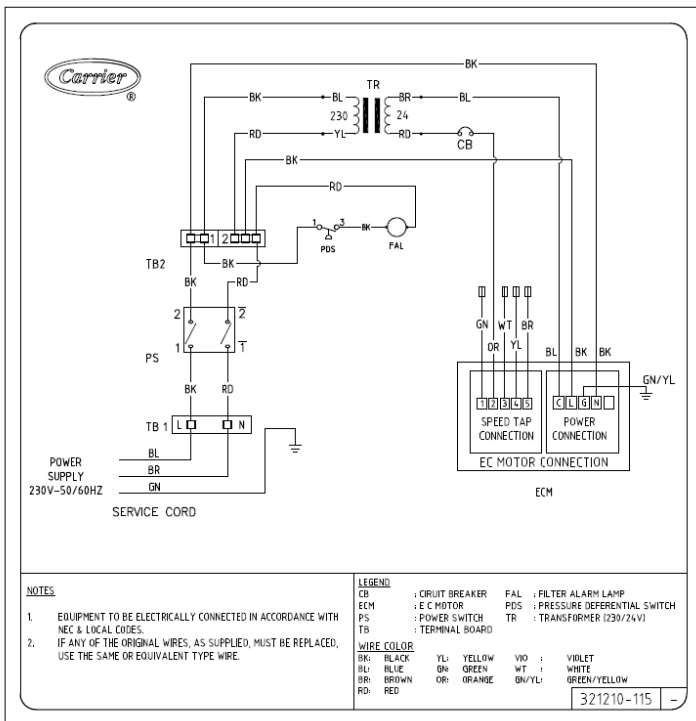 Carrier
®
BK
TR
BK
BL
BR
BL
230
24
RD
YL
RD
CB
BK
RD
1
3
BK
PDS
FAL
1
2
TB2
BK
BK
RD
2
2
1
1
PS
BK
RD
TB 1
L
N
POWER
SUPPLY
230V-50/60HZ
BL
BR
GN
SERVICE CORD
GN
OR
WT
YL
BR
BL
BK
BK
GN/YL
1 2 3 4 5
C L G N
SPEED TAP
CONNECTION
POWER
CONNECTION
EC MOTOR CONNECTION
ECM
NOTES
1. EQUIPMENT TO BE ELECTRICALLY CONNECTED IN ACCORDANCE WITH
NEC & LOCAL CODES.
2. IF ANY OF THE ORIGINAL WIRES, AS SUPPLIED, MUST BE REPLACED,
USE THE SAME OR EQUIVALENT TYPE WIRE.
LEGEND
CB : CIRUIT BREAKER FAL : FILTER ALARM LAMP
ECM : E C MOTOR PDS : PRESSURE DEFERENTIAL SWITCH
PS : POWER SWITCH TR : TRANSFORMER (230/24V)
TB : TERMINAL BOARD
WIRE COLOR
BK: BLACK YL: YELLOW VIO : VIOLET
BL: BLUE GN: GREEN WT : WHITE
BR: BROWN OR: ORANGE GN/YL: GREEN/YELLOW
RD: RED
321210-115 -